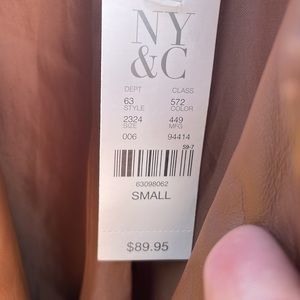 NY
&C
DEPT CLASS
63 572
STYLE COLOR
2324 449
SIZE MFG
006 94414
59-7
63098062
SMALL
$89.95